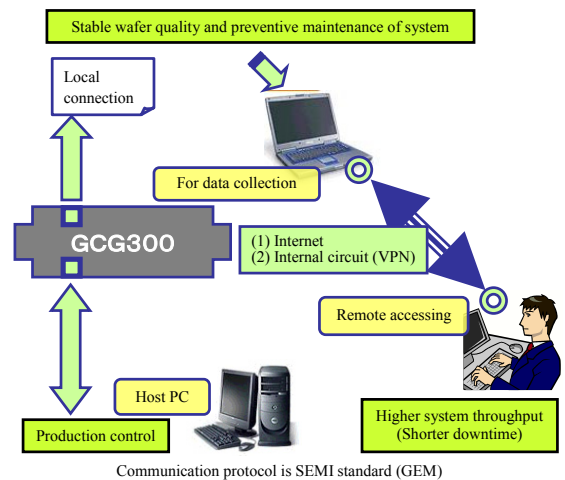 Stable wafer quality and preventive maintenance of system
Local
connection
For data collection
GCG300
(1) Internet
(2) Internal circuit (VPN)
Remote accessing
Host PC
Production control
Higher system throughput
(Shorter downtime)
Communication protocol is SEMI standard (GEM)